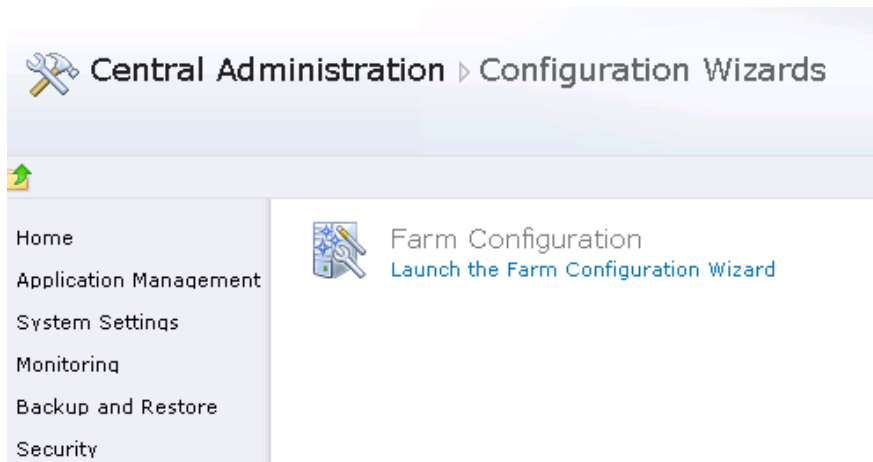 Central Administration ▷ Configuration Wizards
Home
Application Management
System Settings
Monitoring
Backup and Restore
Security
Farm Configuration
Launch the Farm Configuration Wizard